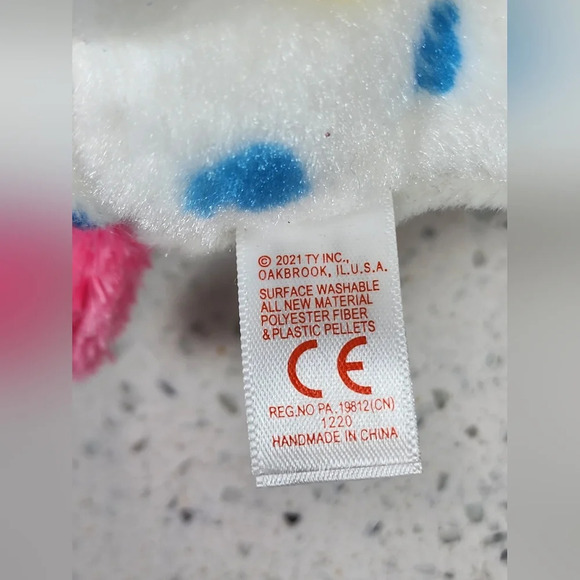 © 2021 TY INC.,
OAKBROOK, IL.U.S.A.
SURFACE WASHABLE
ALL NEW MATERIAL
POLYESTER FIBER
& PLASTIC PELLETS
CE
REG.NO PA.19812(CN)
1220
HANDMADE IN CHINA